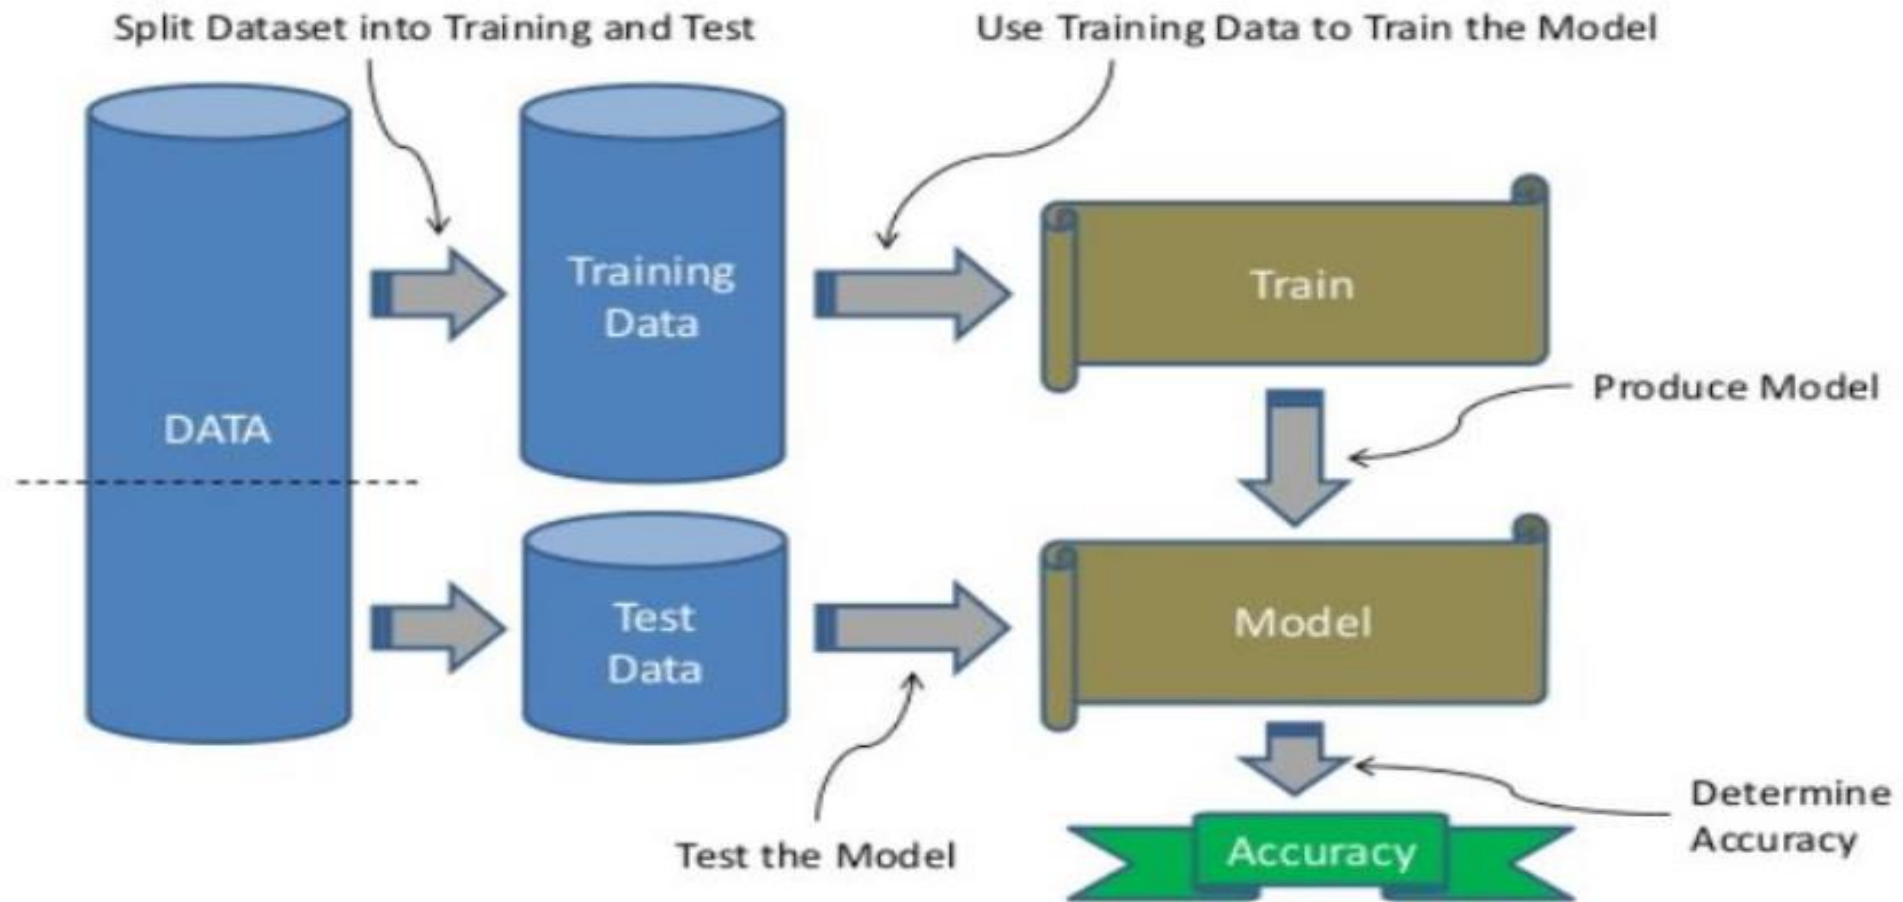 Split Dataset into Training and Test
Use Training Data to Train the Model
DATA
Training
Data
Train
Produce Model
Test
Data
Model
Test the Model
Determine
Accuracy
Accuracy